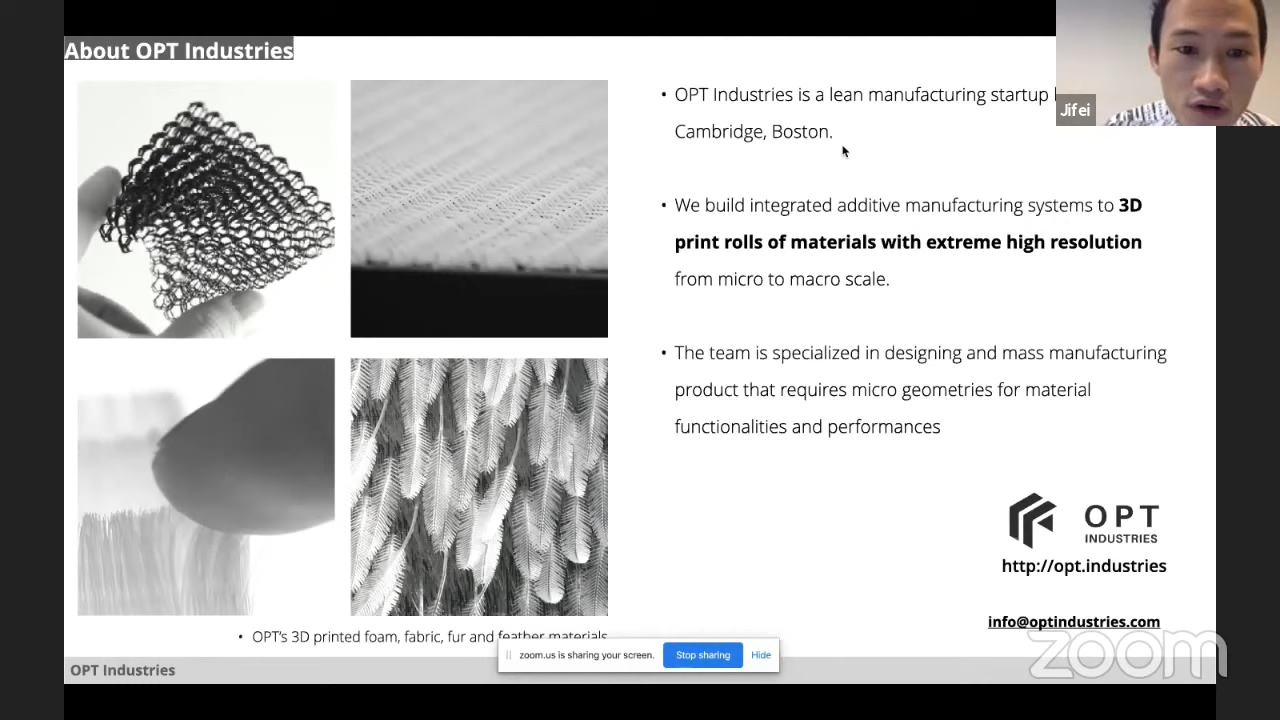 About OPT Industries
• OPT Industries is a lean manufacturing startup
Cambridge, Boston.
• We build integrated additive manufacturing systems to 3D
print rolls of materials with extreme high resolution
from micro to macro scale.
• The team is specialized in designing and mass manufacturing
product that requires micro geometries for material
functionalities and performances
Jifei
OPT
INDUSTRIES
http://opt.industries
info@optindustries.com
• OPT's 3D printed foam, fabric, fur and feather materials
zoom.us is sharing your screen. Stop sharing Hide
zoom
OPT Industries